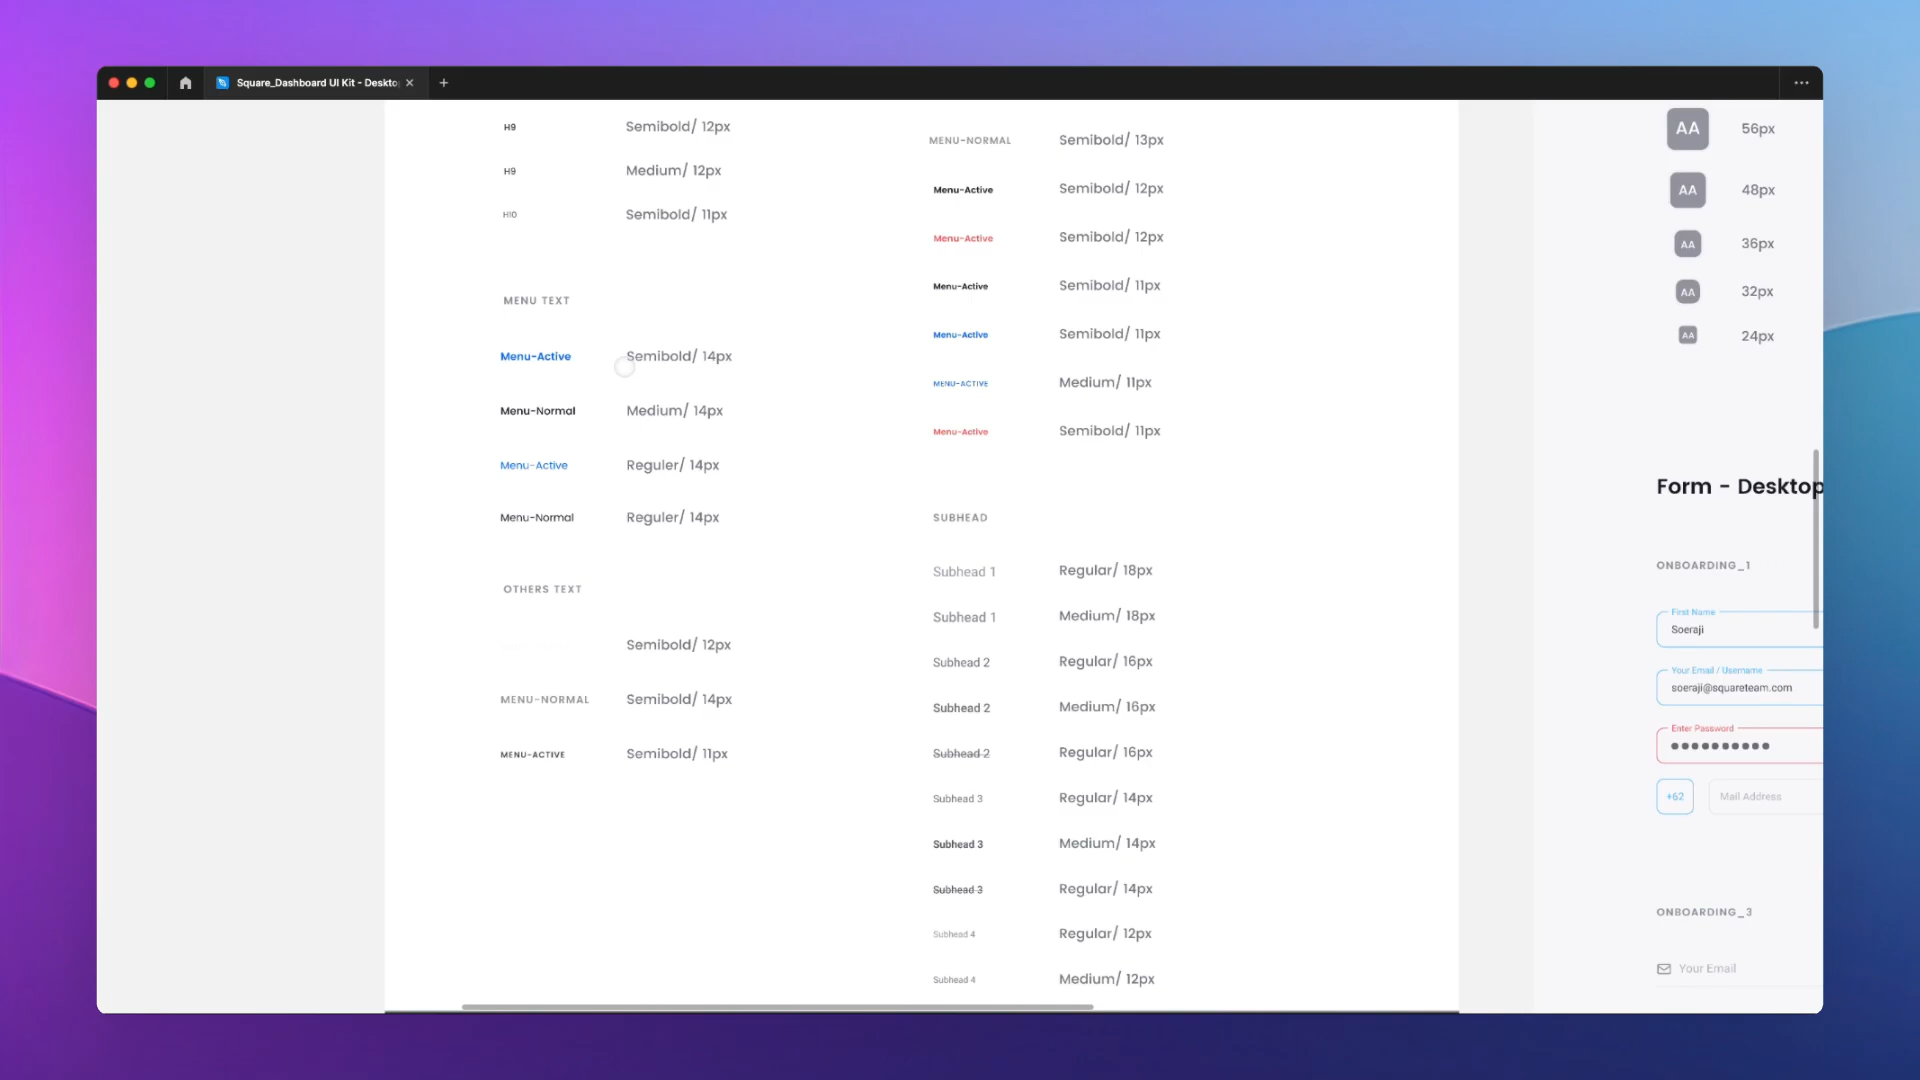 Square_Dashboard UI Kit - Deskto
H9 Semibold/ 12px
H9 Medium/ 12px
H10 Semibold/ 11px
MENU TEXT
Menu-Active Semibold/ 14px
Menu-Normal Medium/ 14px
Menu-Active Reguler/ 14px
Menu-Normal Reguler/ 14px
OTHERS TEXT
Semibold/ 12px
MENU-NORMAL Semibold/ 14px
MENU-ACTIVE Semibold/ 11px
MENU-NORMAL Semibold/ 13px
Menu-Active Semibold/ 12px
Menu-Active Semibold/ 12px
Menu-Active Semibold/ 11px
Menu-Active Semibold/ 11px
MENU-ACTIVE Medium/ 11px
Menu-Active Semibold/ 11px
SUBHEAD
Subhead 1 Regular/ 18px
Subhead 1 Medium/ 18px
Subhead 2 Regular/ 16px
Subhead 2 Medium/ 16px
Subhead 2 Regular/ 16px
Subhead 3 Regular/ 14px
Subhead 3 Medium/ 14px
Subhead 3 Regular/ 14px
Subhead 4 Regular/ 12px
Subhead 4 Medium/ 12px
AA 56px
AA 48px
AA 36px
AA 32px
AA 24px
Form - Desktop
ONBOARDING_1
First Name
Soeraji
Your Email / Username
soeraji@squareteam.com
Enter Password
+62 Mail Address
ONBOARDING_3
Your Email